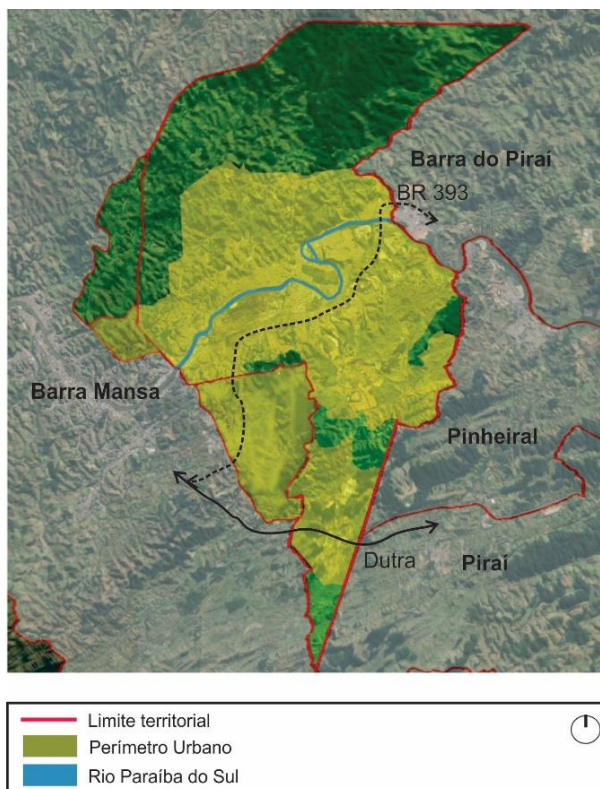 Barra do Piraí
BR 393
Barra Mansa
Pinheiral
Dutra
Piraí
Limite territorial
Perímetro Urbano
Rio Paraíba do Sul